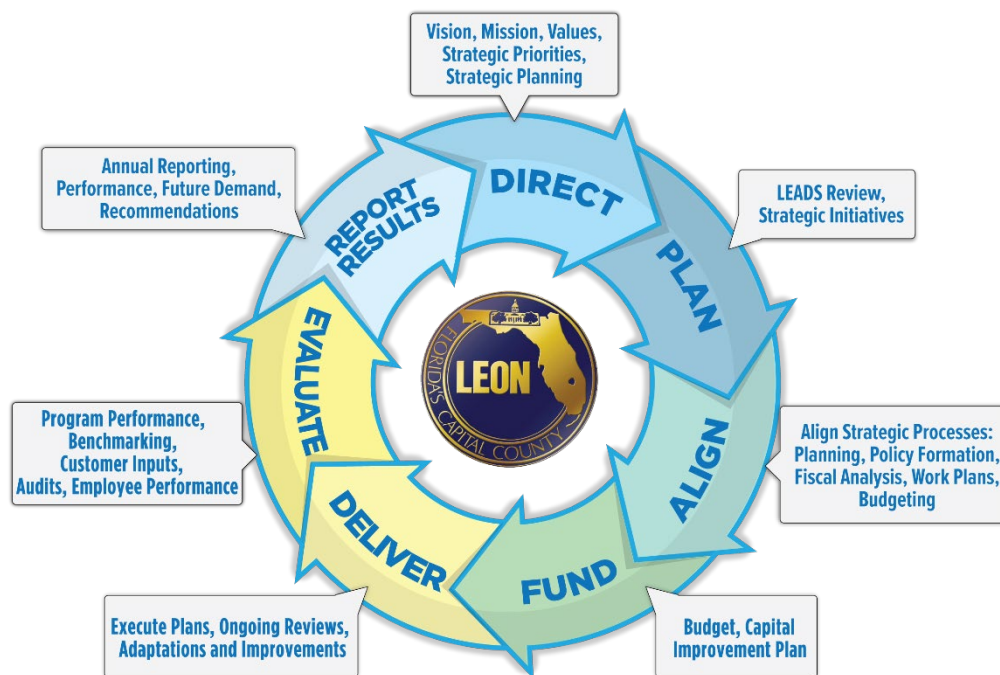 Vision, Mission, Values,
Strategic Priorities,
Strategic Planning
DIRECT
LEADS Review,
Strategic Initiatives
PLAN
Align Strategic Processes:
Planning, Policy Formation,
Fiscal Analysis, Work Plans,
Budgeting
ALIGN
Budget, Capital
Improvement Plan
FUND
Execute Plans, Ongoing Reviews,
Adaptations and Improvements
DELIVER
Program Performance,
Benchmarking,
Customer Inputs,
Audits, Employee Performance
EVALUATE
Annual Reporting,
Performance, Future Demand,
Recommendations
REPORT
RESULTS
LEON
FLORIDA'S CAPITAL COUNTY